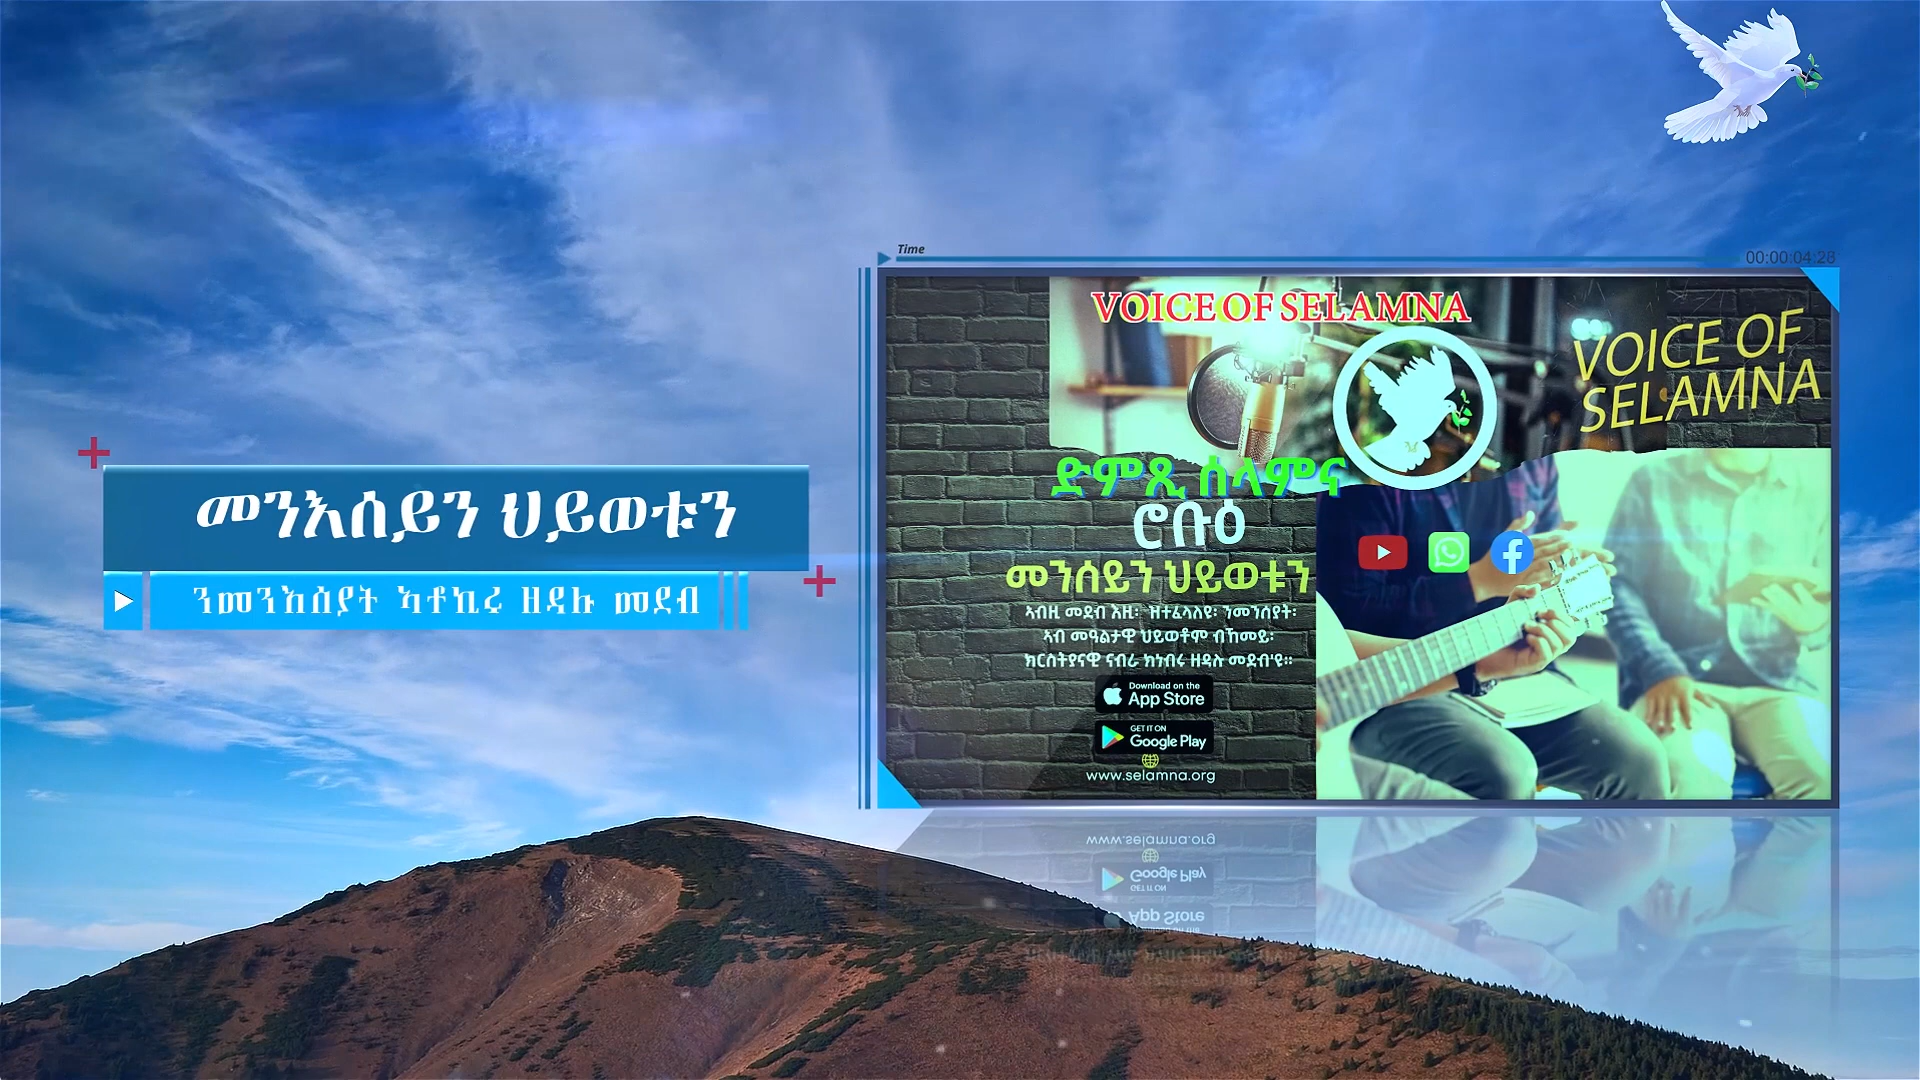 Time
00:00:04:28
VOICE OF SELAMNA
VOICE OF
SELAMNA
ድምጺ ሰላምና
ሮቡዕ
መንሰይን ህይወቱን
ኣብዚ መደብ እዚ፡ ዝተፈላለዩ፡ ንመንሰያት፡
ኣብ መዓልታዊ ህይወቶም ብኸመይ፡
ክርስትያናዊ ናብራ ክነብሩ ዘዳሉ መደብ'ዩ።
Download on the
App Store
GET IT ON
Google Play
www.selamna.org
መንእሰይን ህይወቱን
ንመንእሰያት ኣቶኪሩ ዘዳሉ መደብ